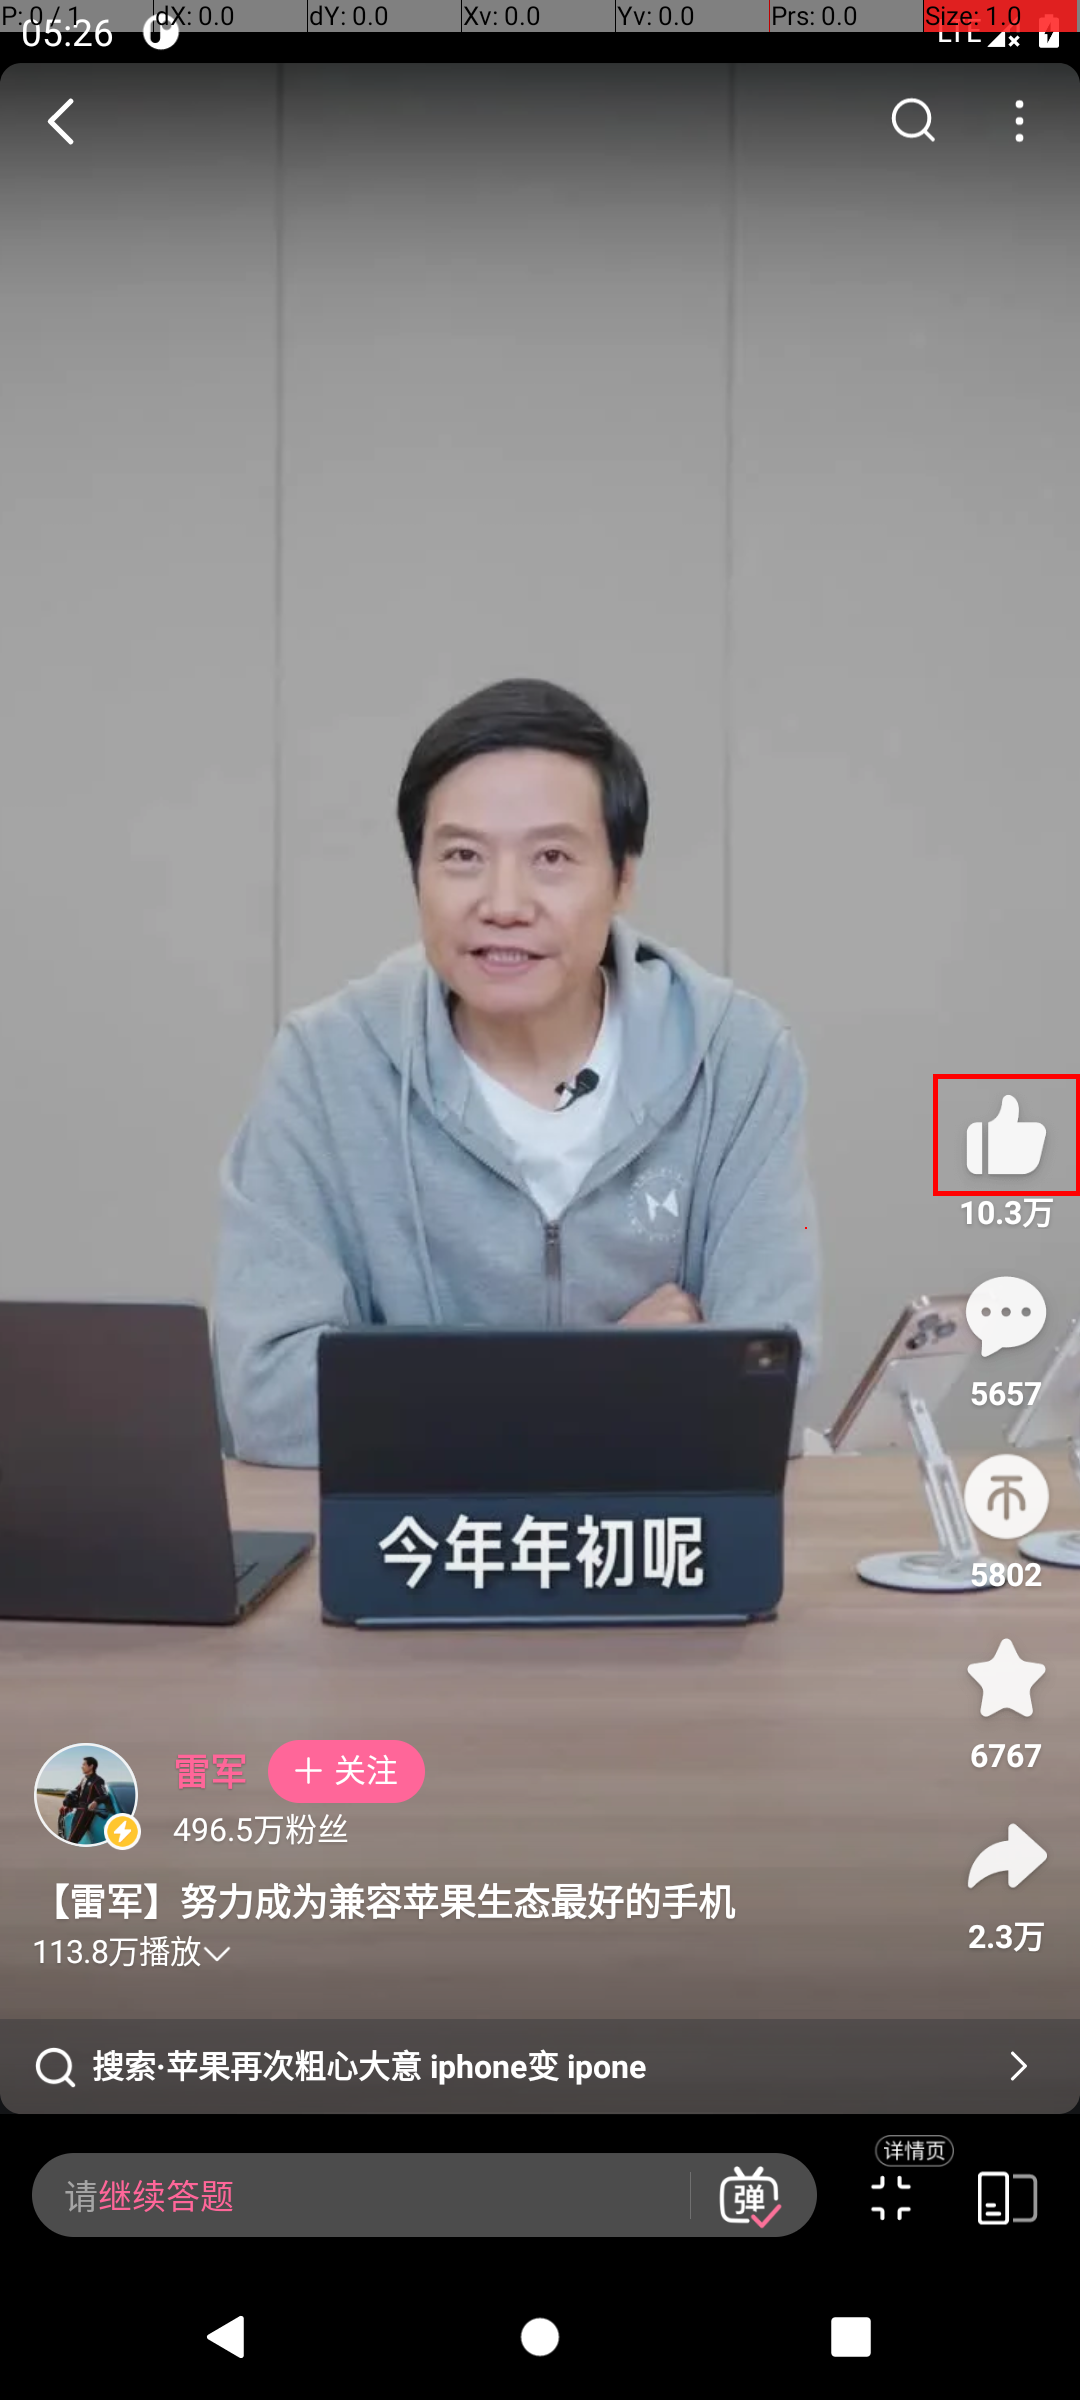 P: 0 / 1 dX: 0.0 dY: 0.0 Xv: 0.0 Yv: 0.0 Prs: 0.0 Size: 1.0
05:26 LTE
10.3万
5657
今年年初呢
5802
6767
雷军 + 关注
496.5万粉丝
【雷军】努力成为兼容苹果生态最好的手机
113.8万播放
2.3万
搜索·苹果再次粗心大意 iphone变 ipone
详情页
请继续答题
弹